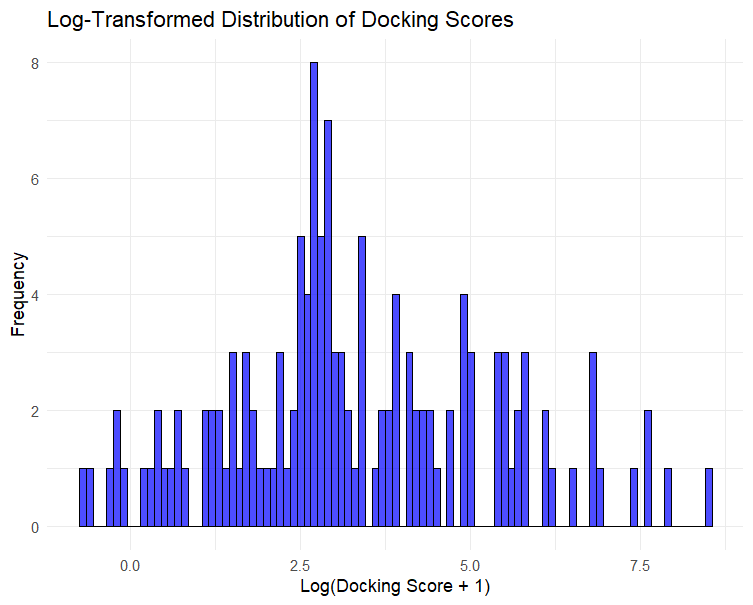 Log-Transformed Distribution of Docking Scores
8
6
4
2
0
Frequency
0.0 2.5 5.0 7.5
Log(Docking Score + 1)